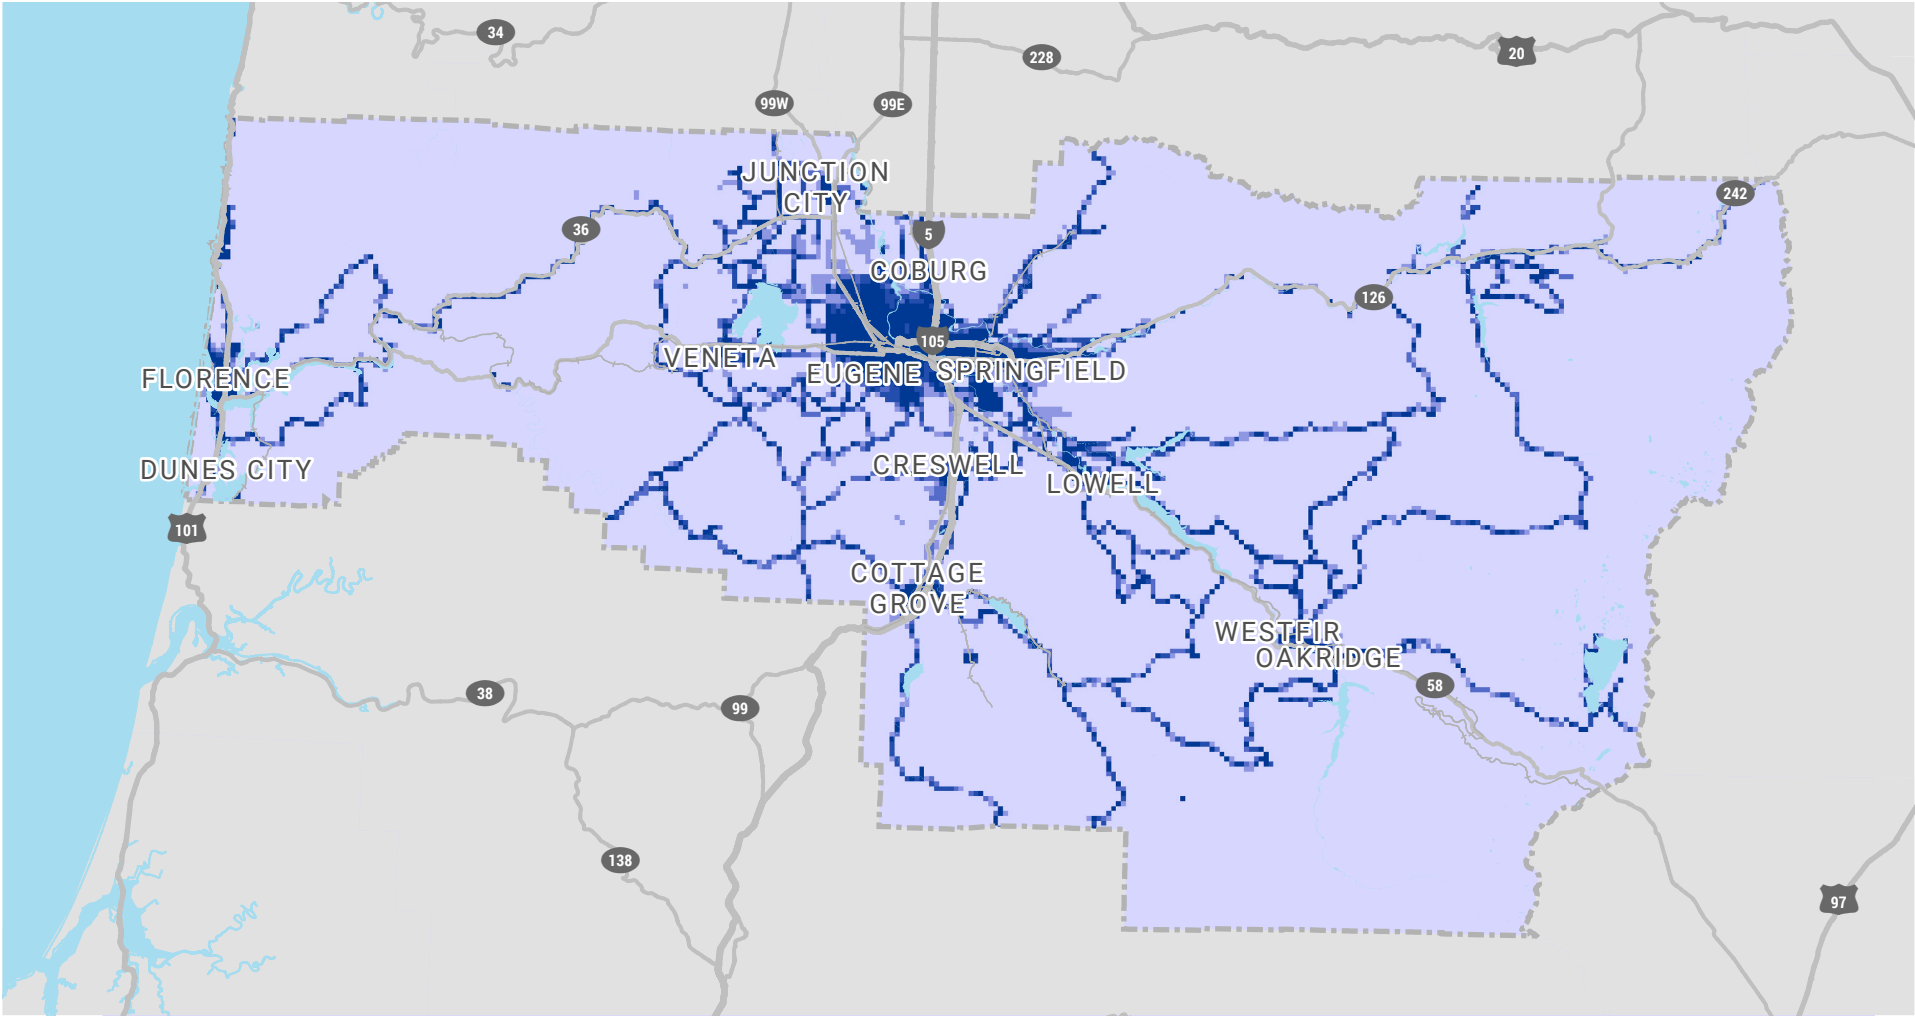 34
228
20
99W
99E
JUNCTION
CITY
242
36
5
COBURG
126
105
VENETA
EUGENE
SPRINGFIELD
FLORENCE
DUNES CITY
CRESWELL
LOWELL
101
COTTAGE
GROVE
WESTFIR
OAKRIDGE
58
38
99
138
97